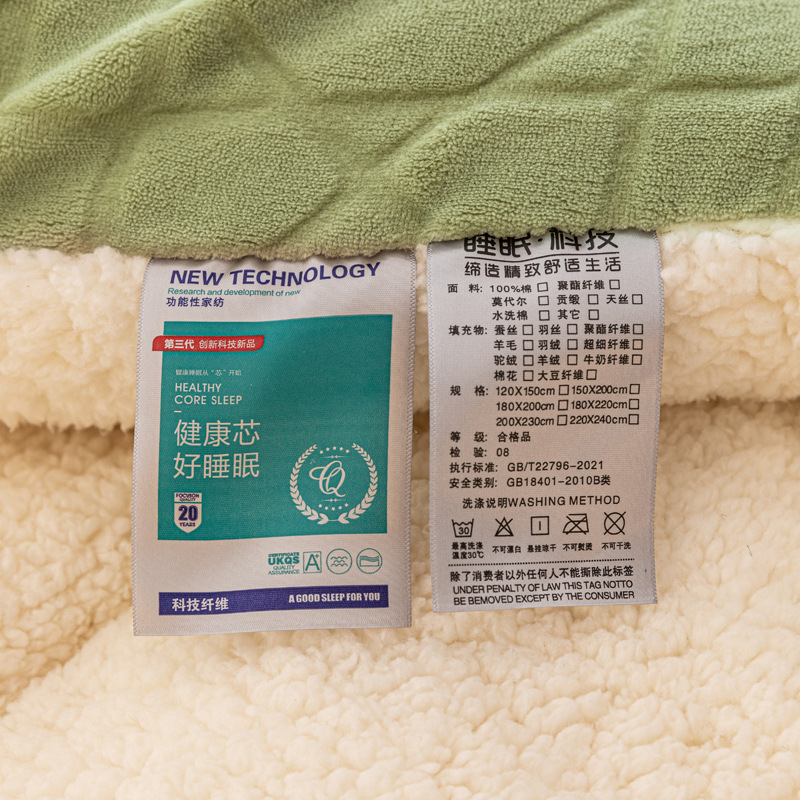 NEW TECHNOLOGY
Research and development of new
功能性家纺
第三代 创新科技新品
健康睡眠从“芯”开始
HEALTHY
CORE SLEEP
健康芯
好睡眠
CQ
FOCUS ON
QUALITY
20
YEARS
CERTIFICATE
UKQS
QUALITY
ASSURANCE
A+
科技纤维
A GOOD SLEEP FOR YOU
睡眠·科技
缔造精致舒适生活
面 料: 100%棉 □ 聚酯纤维 □
莫代尔 □ 贡缎 □ 天丝 □
水洗棉 □ 其它 □
填充物: 蚕丝 □ 羽丝 □ 聚酯纤维 □
羊毛 □ 羽绒 □ 超细纤维 □
驼绒 □ 羊绒 □ 牛奶纤维 □
棉花 □ 大豆纤维 □
规 格: 120X150cm □ 150X200cm □
180X200cm □ 180X220cm □
200X230cm □ 220X240cm □
等 级: 合格品
检 验: 08
执行标准: GB/T22796-2021
安全类别: GB18401-2010B类
洗涤说明WASHING METHOD
30
最高洗涤
温度30℃
不可漂白
悬挂晾干
不可熨烫
不可干洗
除了消费者以外任何人不能撕除此标签
UNDER PENALTY OF LAW THIS TAG NOTTO
BE BEMOVED EXCEPT BY THE CONSUMER